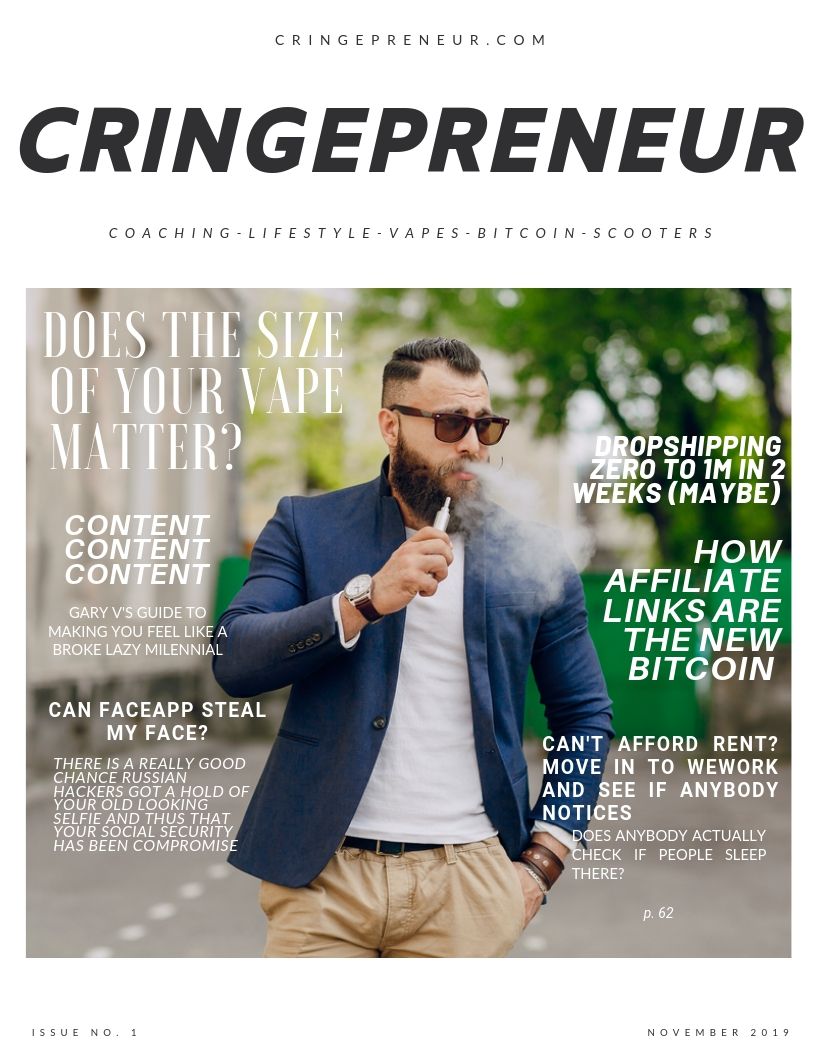 CRINGEPRENEUR.COM
CRINGEPRENEUR
COACHING-LIFESTYLE-VAPES-BITCOIN-SCOOTERS
DOES THE SIZE
OF YOUR VAPE
MATTER?
CONTENT
CONTENT
CONTENT
GARY V'S GUIDE TO
MAKING YOU FEEL LIKE A
BROKE LAZY MILENNIAL
CAN FACEAPP STEAL
MY FACE?
THERE IS A REALLY GOOD
CHANCE RUSSIAN
HACKERS GOT A HOLD OF
YOUR OLD LOOKING
SELFIE AND THUS THAT
YOUR SOCIAL SECURITY
HAS BEEN COMPROMISE
DROPSHIPPING
ZERO TO 1M IN 2
WEEKS (MAYBE)
HOW
AFFILIATE
LINKS ARE
THE NEW
BITCOIN
CAN'T AFFORD RENT?
MOVE IN TO WEWORK
AND SEE IF ANYBODY
NOTICES
DOES ANYBODY ACTUALLY
CHECK IF PEOPLE SLEEP
THERE?
p. 62
ISSUE NO. 1
NOVEMBER 2019